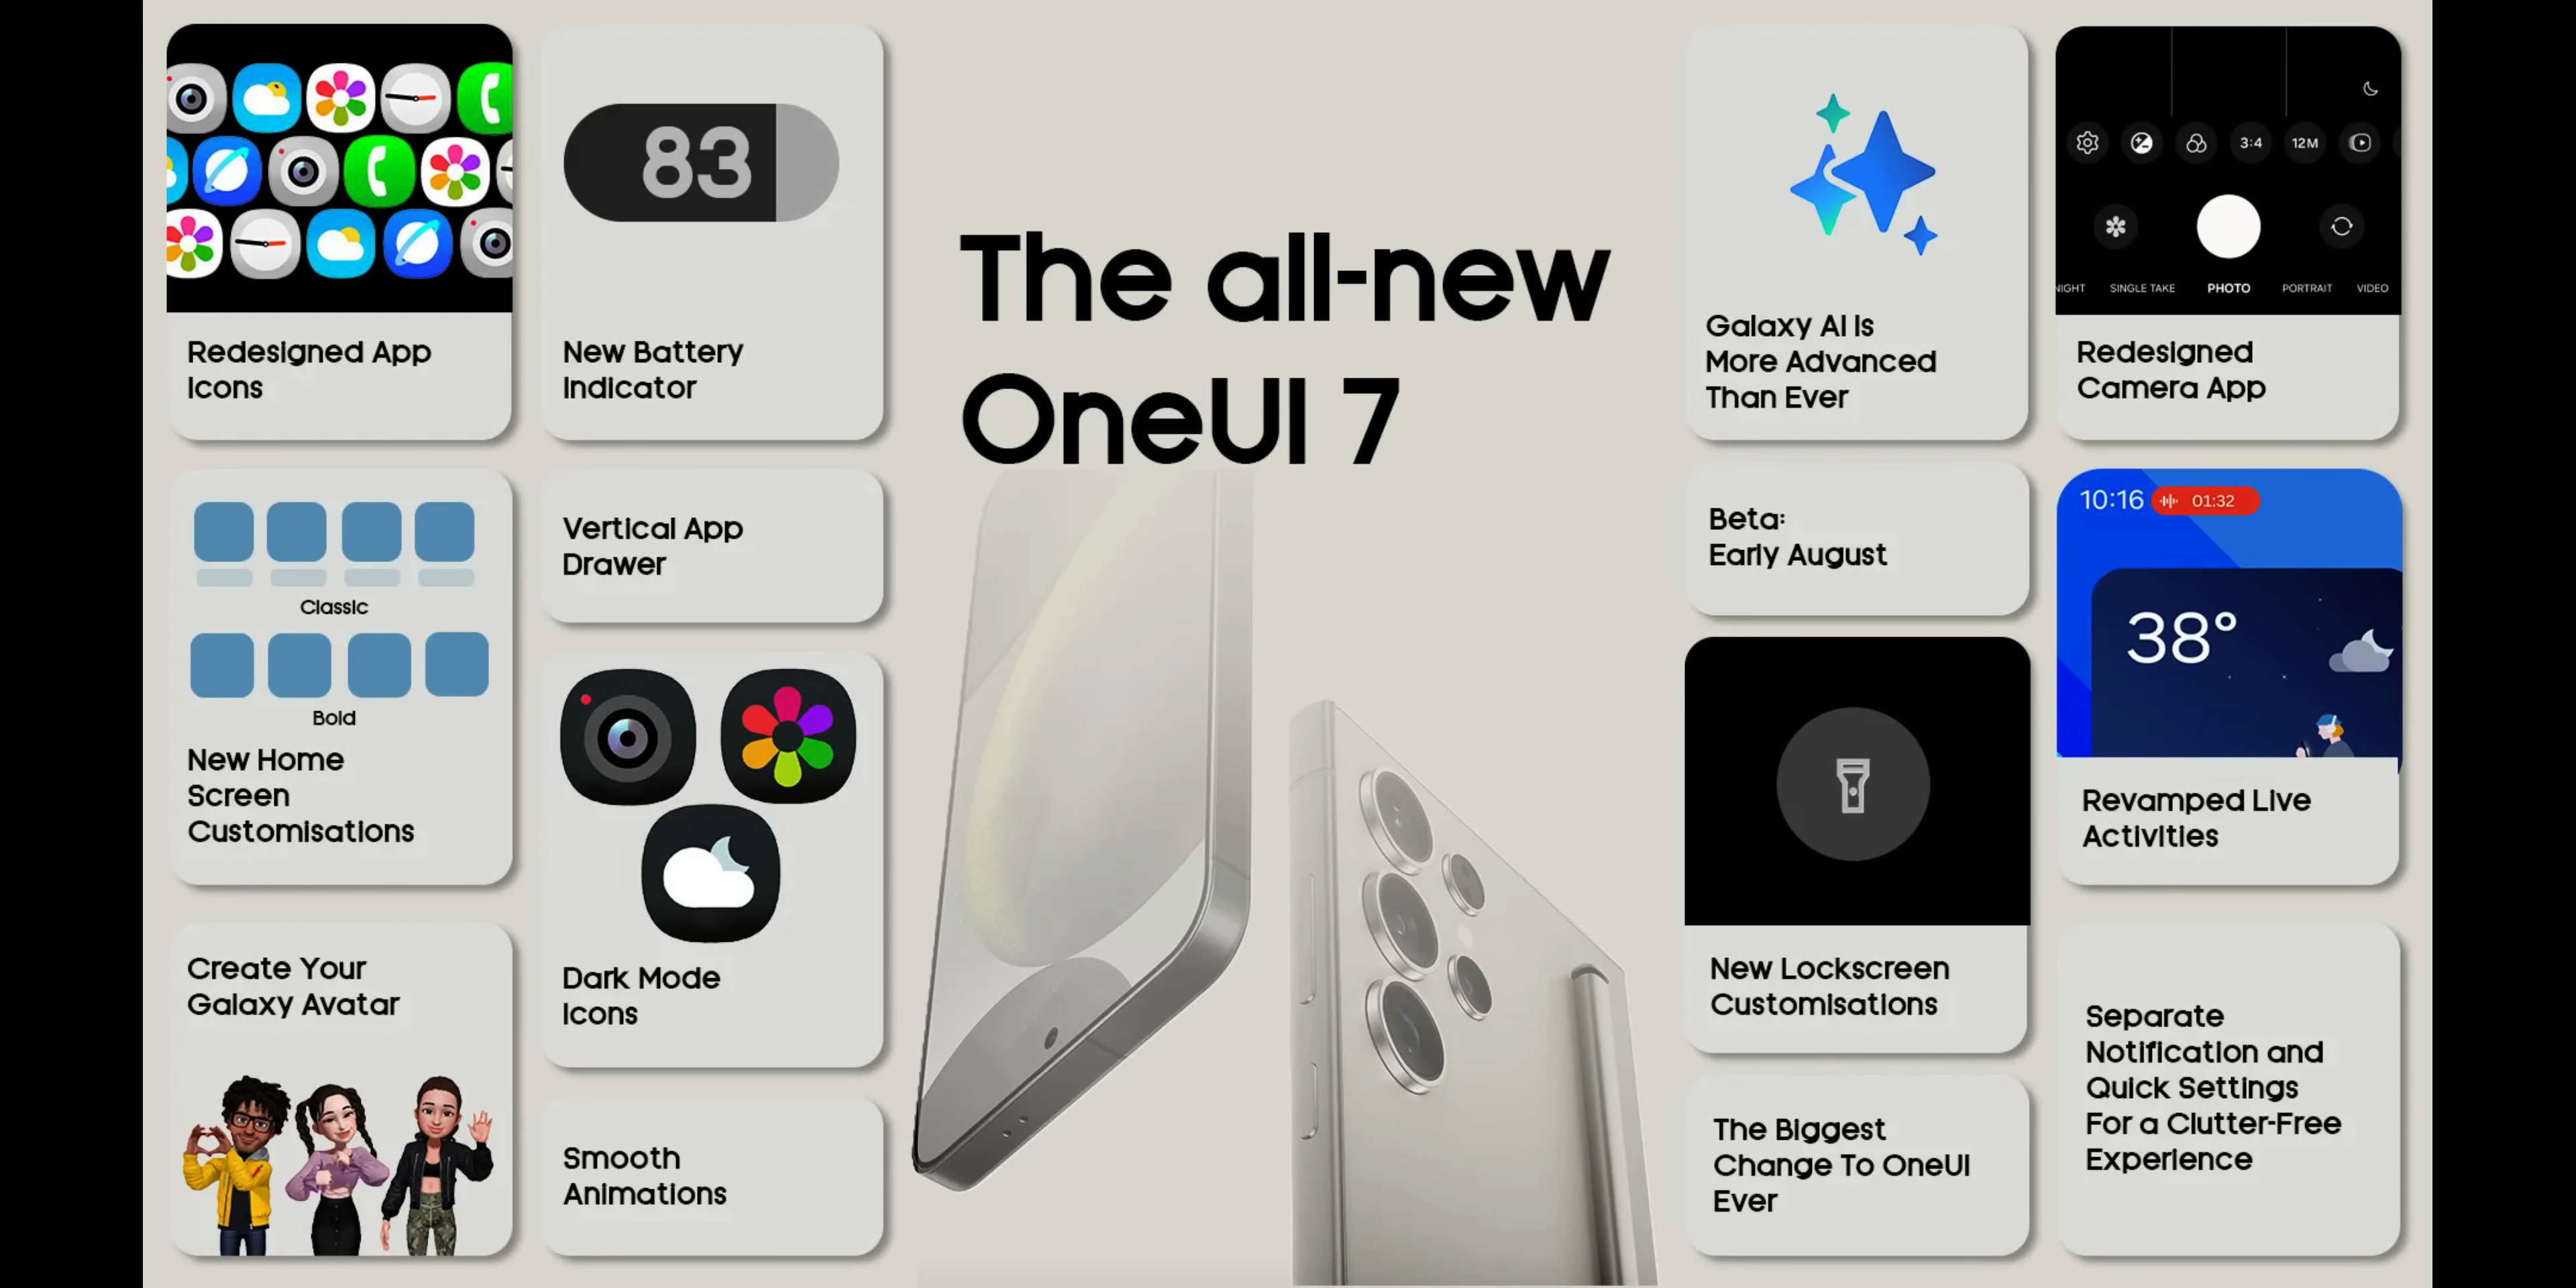 Redesigned App
Icons
83
New Battery
Indicator
The all-new
OneUI 7
Galaxy AI Is
More Advanced
Than Ever
3:4
12M
NIGHT
SINGLE TAKE
PHOTO
PORTRAIT
VIDEO
Redesigned
Camera App
Classic
Bold
New Home
Screen
Customisations
Vertical App
Drawer
Beta:
Early August
10:16
01:32
38°
Revamped Live
Activities
Dark Mode
Icons
New Lockscreen
Customisations
Create Your
Galaxy Avatar
Smooth
Animations
The Biggest
Change To OneUI
Ever
Separate
Notification and
Quick Settings
For a Clutter-Free
Experience